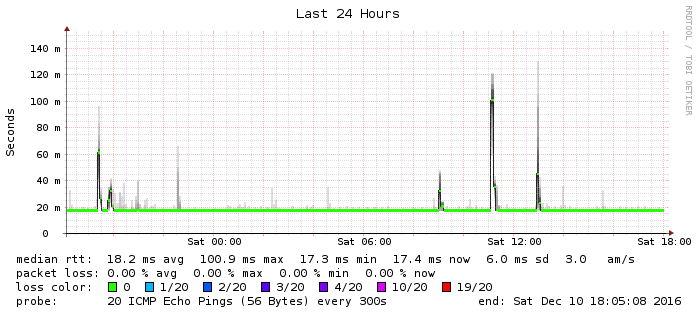 Last 24 Hours
RRDTOOL / TOBI OETIKER
Seconds
140 m
120 m
100 m
80 m
60 m
40 m
20 m
0
Sat 00:00 Sat 06:00 Sat 12:00 Sat 18:00
median rtt: 18.2 ms avg 100.9 ms max 17.3 ms min 17.4 ms now 6.0 ms sd 3.0 am/s
packet loss: 0.00 % avg 0.00 % max 0.00 % min 0.00 % now
loss color: 0 1/20 2/20 3/20 4/20 10/20 19/20
probe: 20 ICMP Echo Pings (56 Bytes) every 300s end: Sat Dec 10 18:05:08 2016